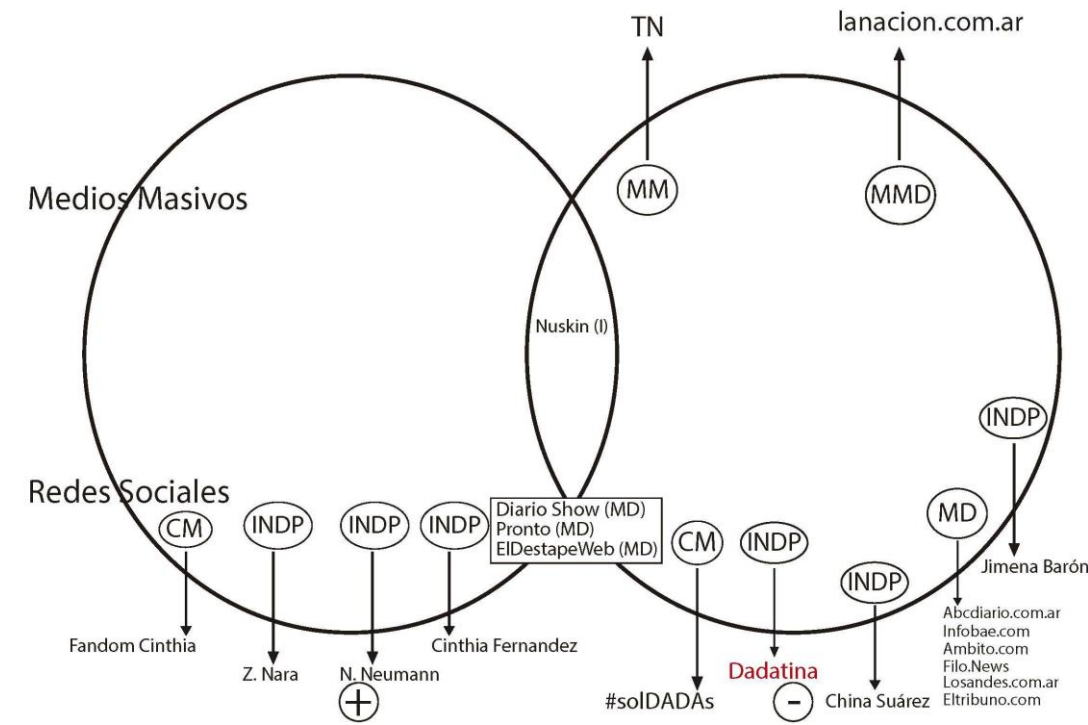 TN
lanacion.com.ar
MM
MMD
Medios Masivos
Nuskin (I)
INDP
Redes Sociales
CM
INDP
INDP
INDP
Diario Show (MD)
Pronto (MD)
ElDestapeWeb (MD)
CM
INDP
INDP
MD
Jimena Barón
Fandom Cinthia
Z. Nara
N. Neumann
Cinthia Fernandez
#solDADAs
Dadatina
China Suárez
Abcdiario.com.ar
Infobae.com
Ambito.com
Filo.News
Losandes.com.ar
Eltribuno.com
+
-